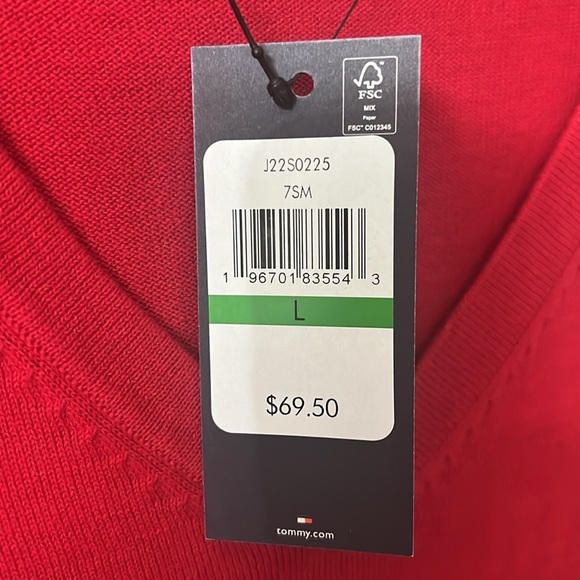 FSC
MIX
Paper
FSC® C012345
J22S0225
7SM
1 96701 83554 3
L
$69.50
tommy.com